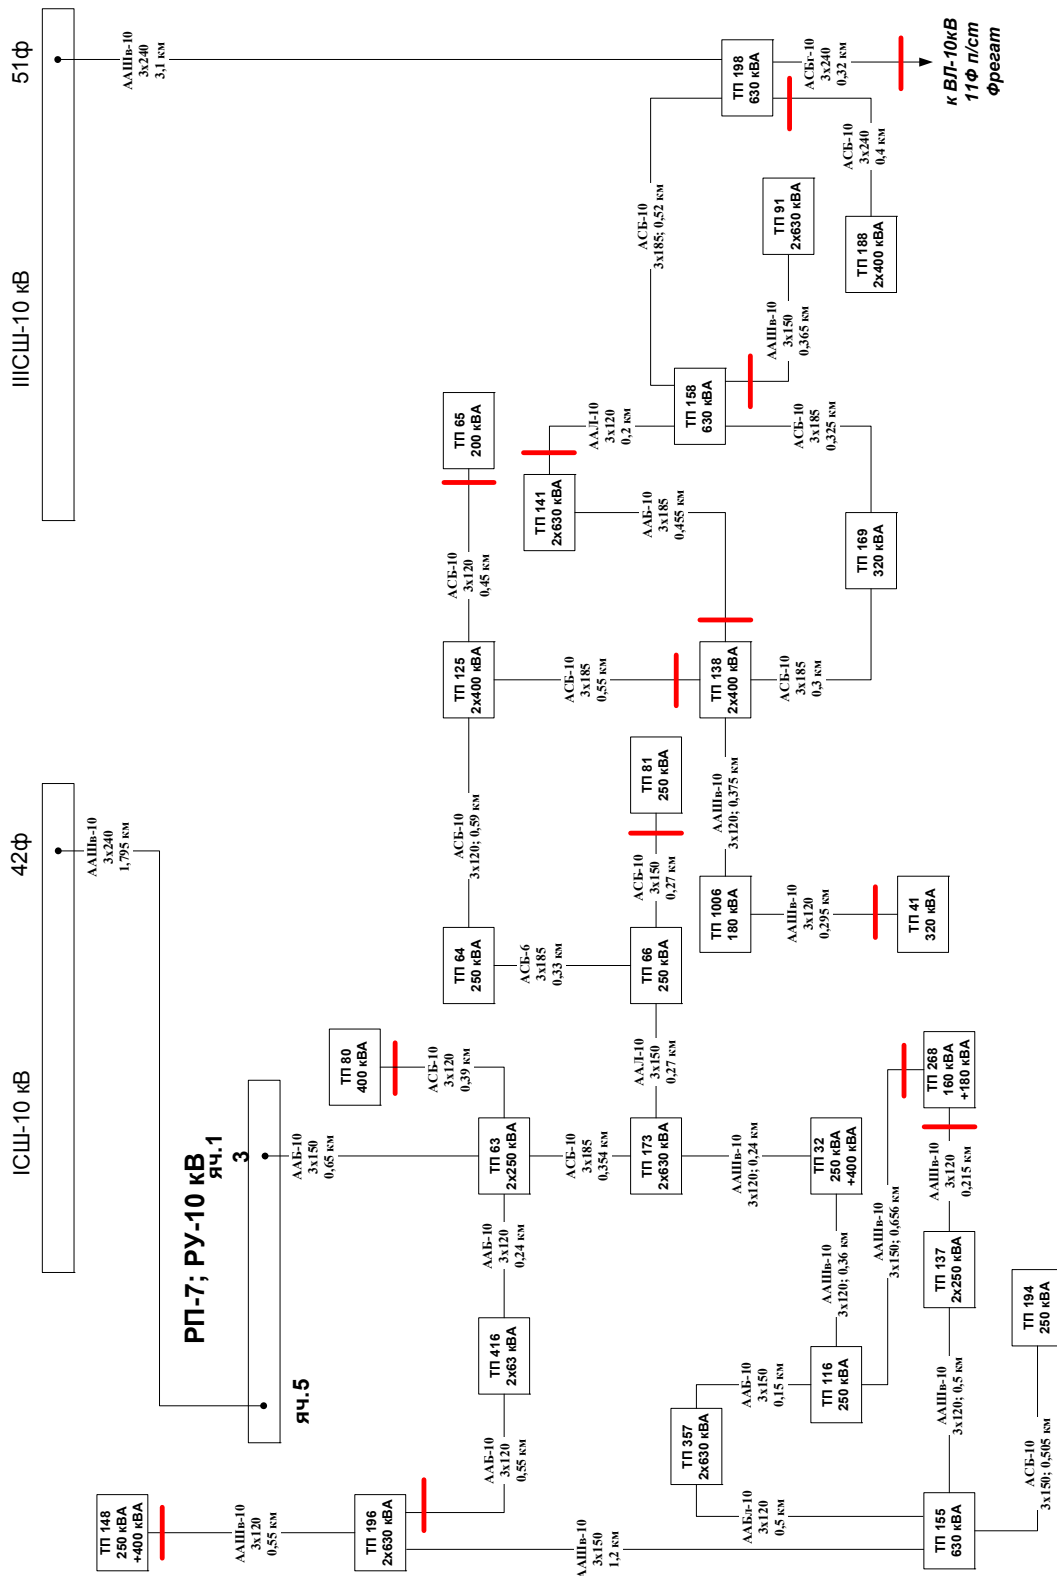 IСШ-10 кВ
42ф
IIIСШ-10 кВ
51ф
ААШв-10
3х240
1,795 км
ААШв-10
3х240
3,1 км
РП-7; РУ-10 кВ
яч.1
3
яч.5
ТП 148
250 кВА
+400 кВА
ААШв-10
3х120
0,55 км
ТП 196
2х630 кВА
ААБ-10
3х120
0,55 км
ТП 416
2х63 кВА
ААБ-10
3х120
0,24 км
ААБ-10
3х150
0,65 км
ТП 63
2х250 кВА
ТП 80
400 кВА
АСБ-10
3х120
0,39 км
АСБ-10
3х185
0,354 км
ТП 173
2х630 кВА
ААЛ-10
3х150
0,27 км
ТП 66
250 кВА
АСБ-6
3х185
0,33 км
ТП 64
250 кВА
АСБ-10
3х120; 0,59 км
ТП 125
2х400 кВА
АСБ-10
3х120
0,45 км
ТП 65
200 кВА
АСБ-10
3х150
0,27 км
ТП 81
250 кВА
АСБ-10
3х185
0,55 км
ТП 138
2х400 кВА
ААБ-10
3х185
0,455 км
ТП 141
2х630 кВА
ААЛ-10
3х120
0,2 км
ТП 158
630 кВА
АСБ-10
3х185; 0,52 км
ТП 198
630 кВА
АСБг-10
3х240
0,32 км
к ВЛ-10кВ
11Ф п/ст
Фрегат
АСБ-10
3х240
0,4 км
ТП 188
2х400 кВА
ТП 91
2х630 кВА
ААШв-10
3х150
0,365 км
АСБ-10
3х185
0,325 км
ТП 169
320 кВА
АСБ-10
3х185
0,3 км
ААШв-10
3х120; 0,375 км
ТП 1006
180 кВА
ААШв-10
3х120
0,295 км
ТП 41
320 кВА
ААШв-10
3х120; 0,24 км
ТП 32
250 кВА
+400 кВА
ААШв-10
3х120; 0,36 км
ТП 116
250 кВА
ААШв-10
3х150; 0,656 км
ТП 268
160 кВА
+180 кВА
ААШв-10
3х120
0,215 км
ТП 137
2х250 кВА
ААШв-10
3х120; 0,5 км
ААБ-10
3х150
0,15 км
ТП 357
2х630 кВА
ААБл-10
3х120
0,5 км
ААШв-10
3х150
1,2 км
ТП 155
630 кВА
АСБ-10
3х150; 0,505 км
ТП 194
250 кВА